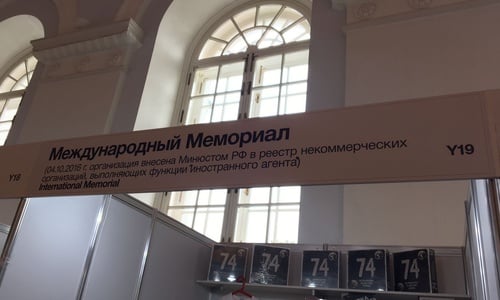 Международный Мемориал
(04.10.2016 г. организация внесена Минюстом РФ в реестр некоммерческих
организаций, выполняющих функции иностранного агента)
International Memorial
Y18
Y19
74
74
74
74
74